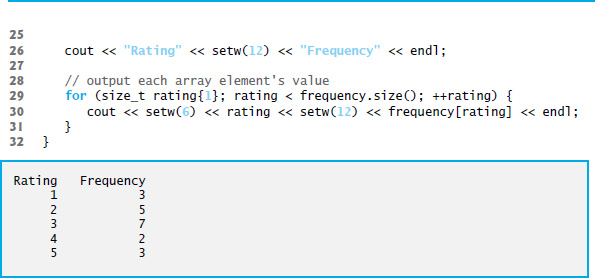 25
26 cout << "Rating" << setw(12) << "Frequency" << endl;
27
28 // output each array element's value
29 for (size_t rating{1}; rating < frequency.size(); ++rating) {
30 cout << setw(6) << rating << setw(12) << frequency[rating] << endl;
31 }
32 }
Rating Frequency
1 3
2 5
3 7
4 2
5 3